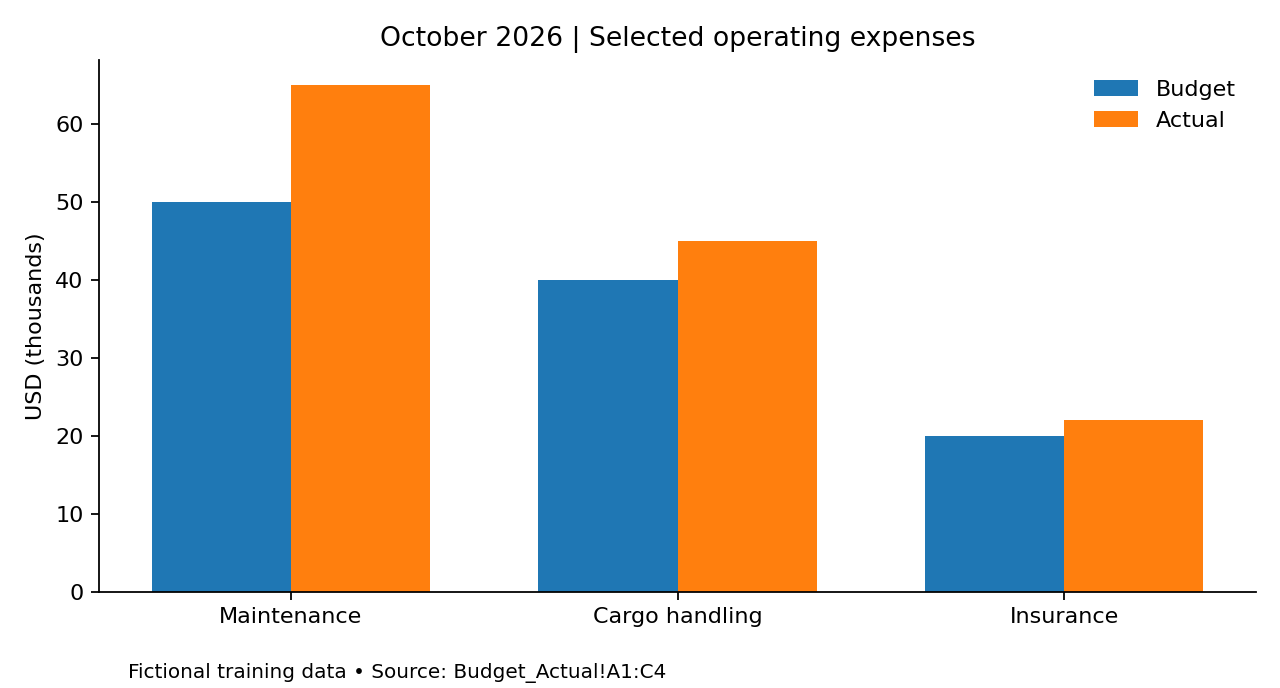 October 2026 | Selected operating expenses
Budget
Actual
USD (thousands)
60
50
40
30
20
10
0
Maintenance
Cargo handling
Insurance
Fictional training data • Source: Budget_Actual!A1:C4